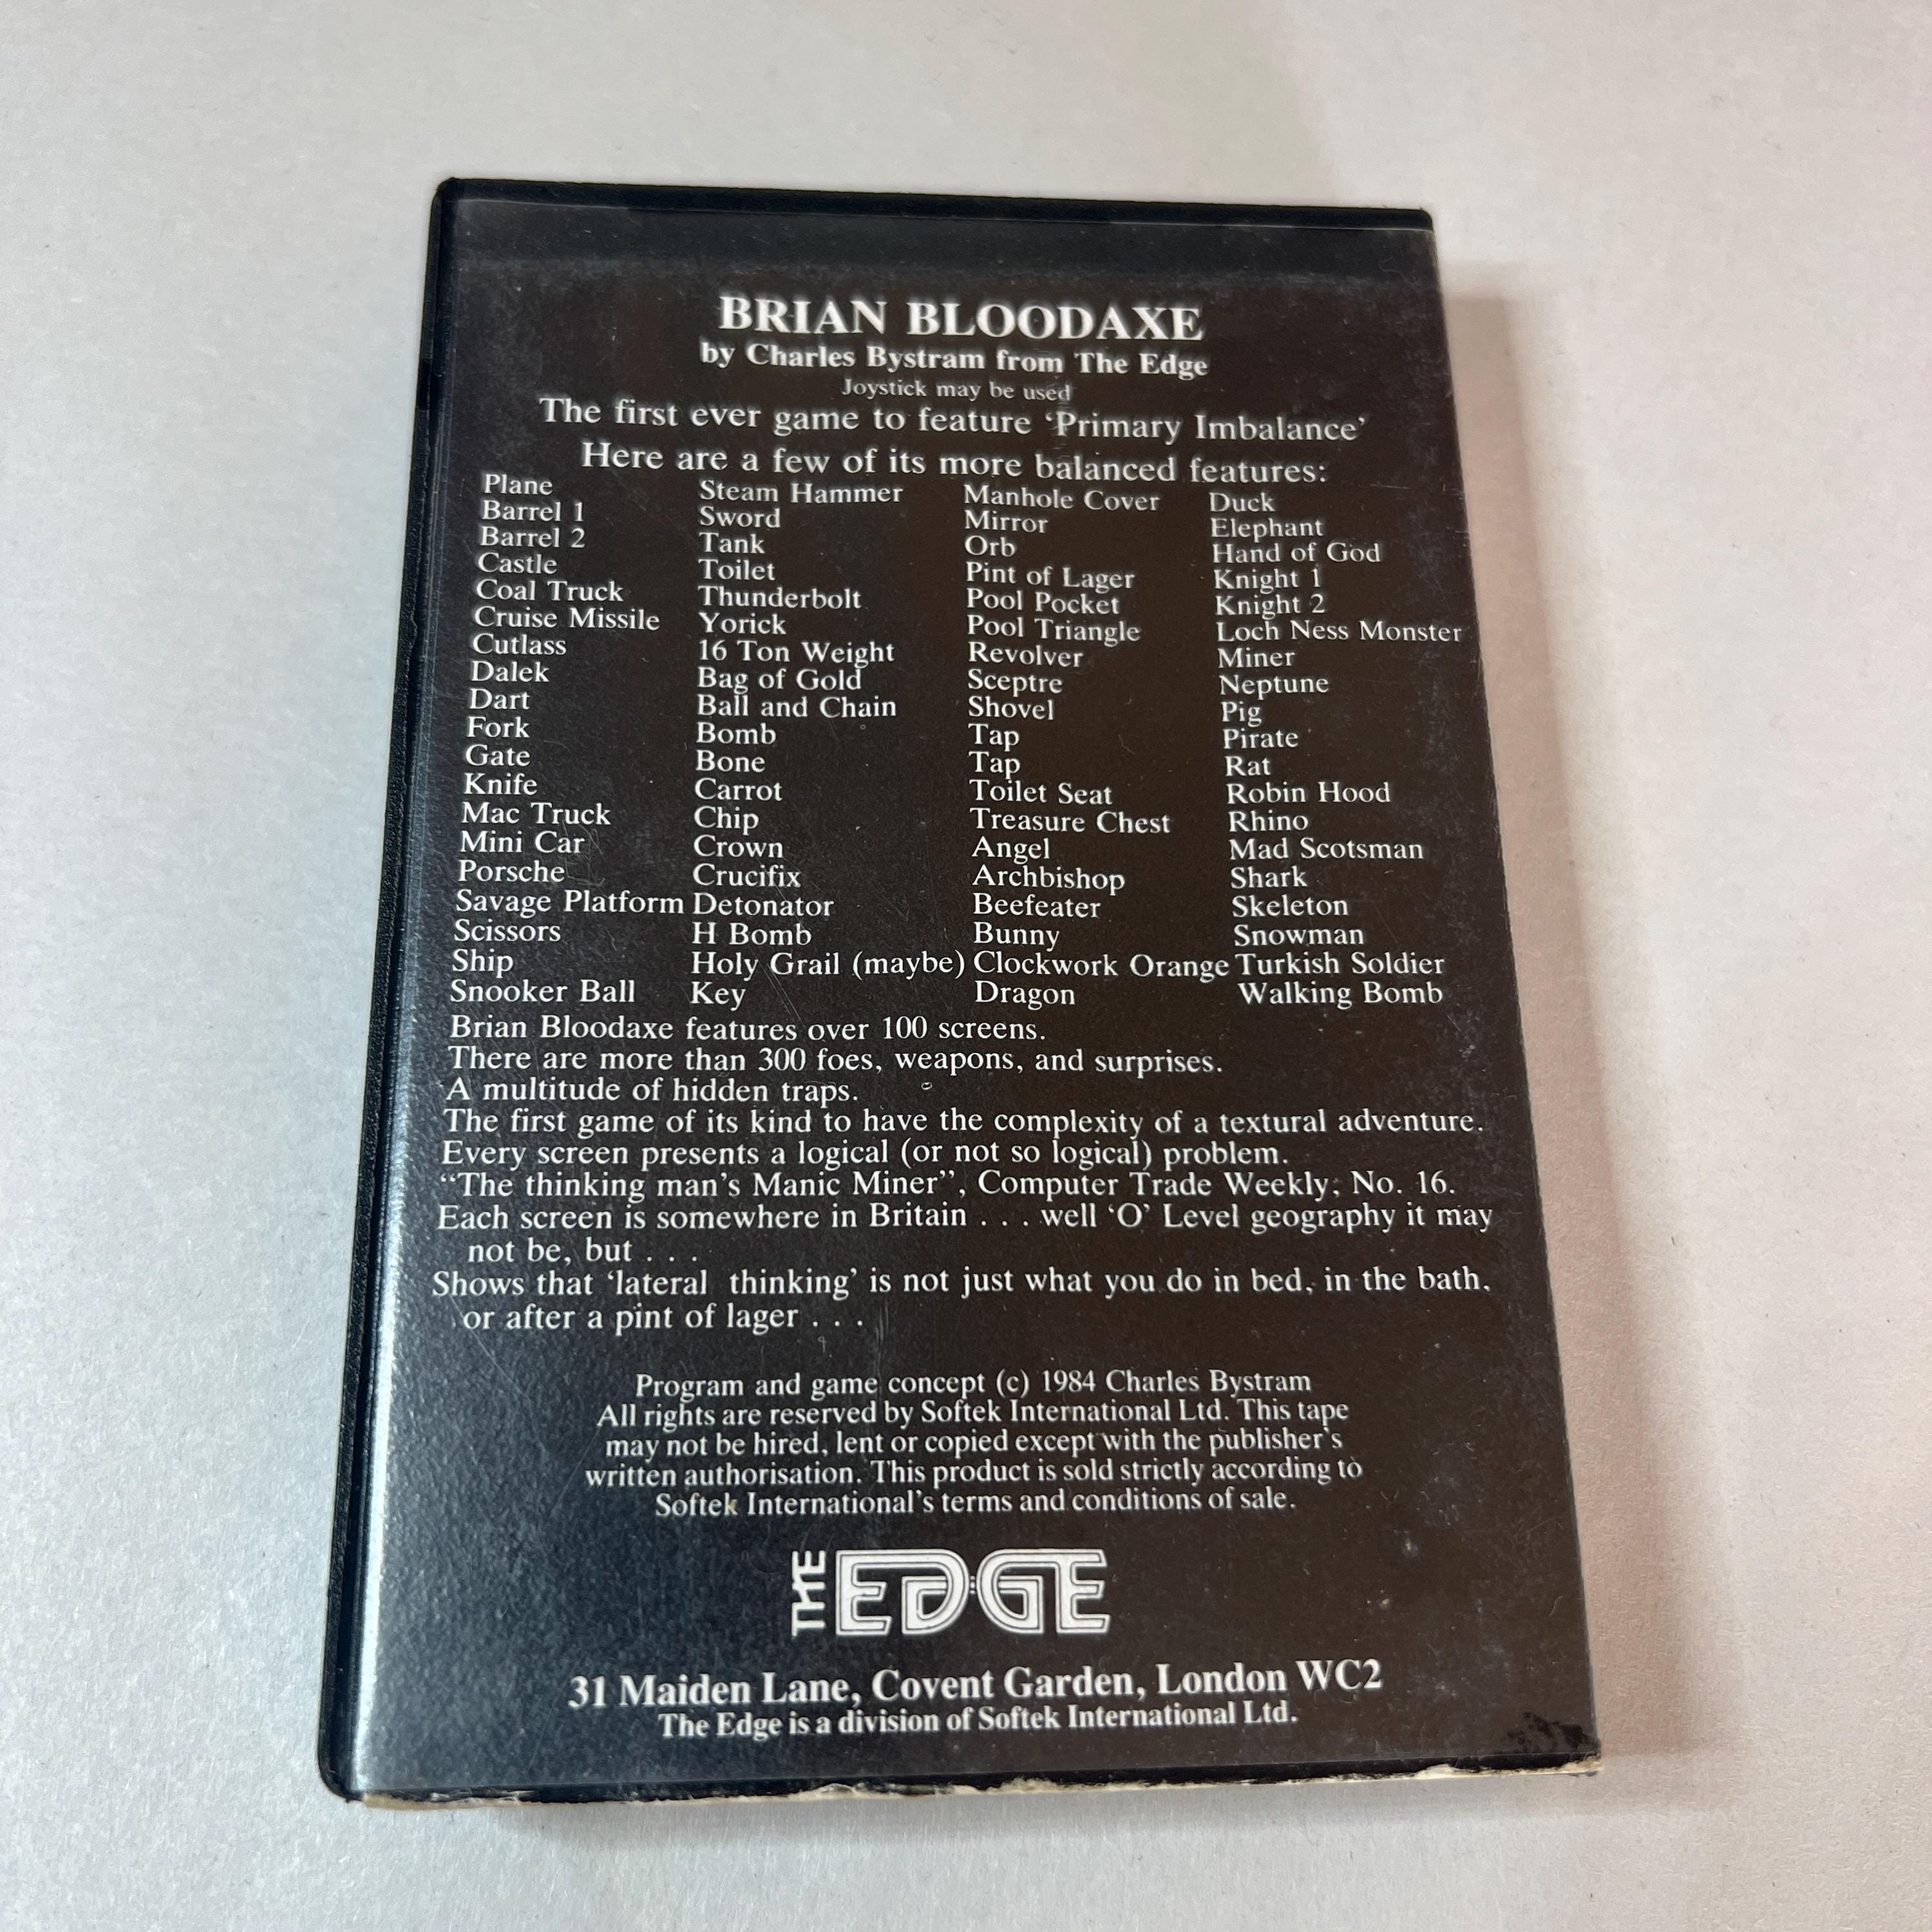 BRIAN BLOODAXE
by Charles Bystram from The Edge
Joystick may be used
The first ever game to feature ‘Primary Imbalance’
Here are a few of its more balanced features:
Plane
Barrel 1
Barrel 2
Castle
Coal Truck
Cruise Missile
Cutlass
Dalek
Dart
Fork
Gate
Knife
Mac Truck
Mini Car
Porsche
Savage Platform
Scissors
Ship
Snooker Ball
Steam Hammer
Sword
Tank
Toilet
Thunderbolt
Yorick
16 Ton Weight
Bag of Gold
Ball and Chain
Bomb
Bone
Carrot
Chip
Crown
Crucifix
Detonator
H Bomb
Holy Grail (maybe)
Key
Manhole Cover
Mirror
Orb
Pint of Lager
Pool Pocket
Pool Triangle
Revolver
Sceptre
Shovel
Tap
Tap
Toilet Seat
Treasure Chest
Angel
Archbishop
Beefeater
Bunny
Clockwork Orange
Dragon
Duck
Elephant
Hand of God
Knight 1
Knight 2
Loch Ness Monster
Miner
Neptune
Pig
Pirate
Rat
Robin Hood
Rhino
Mad Scotsman
Shark
Skeleton
Snowman
Turkish Soldier
Walking Bomb
Brian Bloodaxe features over 100 screens.
There are more than 300 foes, weapons, and surprises.
A multitude of hidden traps.
The first game of its kind to have the complexity of a textural adventure.
Every screen presents a logical (or not so logical) problem.
“The thinking man’s Manic Miner”, Computer Trade Weekly, No. 16.
Each screen is somewhere in Britain . . . well ‘O’ Level geography it may
not be, but . . .
Shows that ‘lateral thinking’ is not just what you do in bed, in the bath,
or after a pint of lager . . .
Program and game concept (c) 1984 Charles Bystram
All rights are reserved by Softek International Ltd. This tape
may not be hired, lent or copied except with the publisher’s
written authorisation. This product is sold strictly according to
Softek International’s terms and conditions of sale.
THE EDGE
31 Maiden Lane, Covent Garden, London WC2
The Edge is a division of Softek International Ltd.